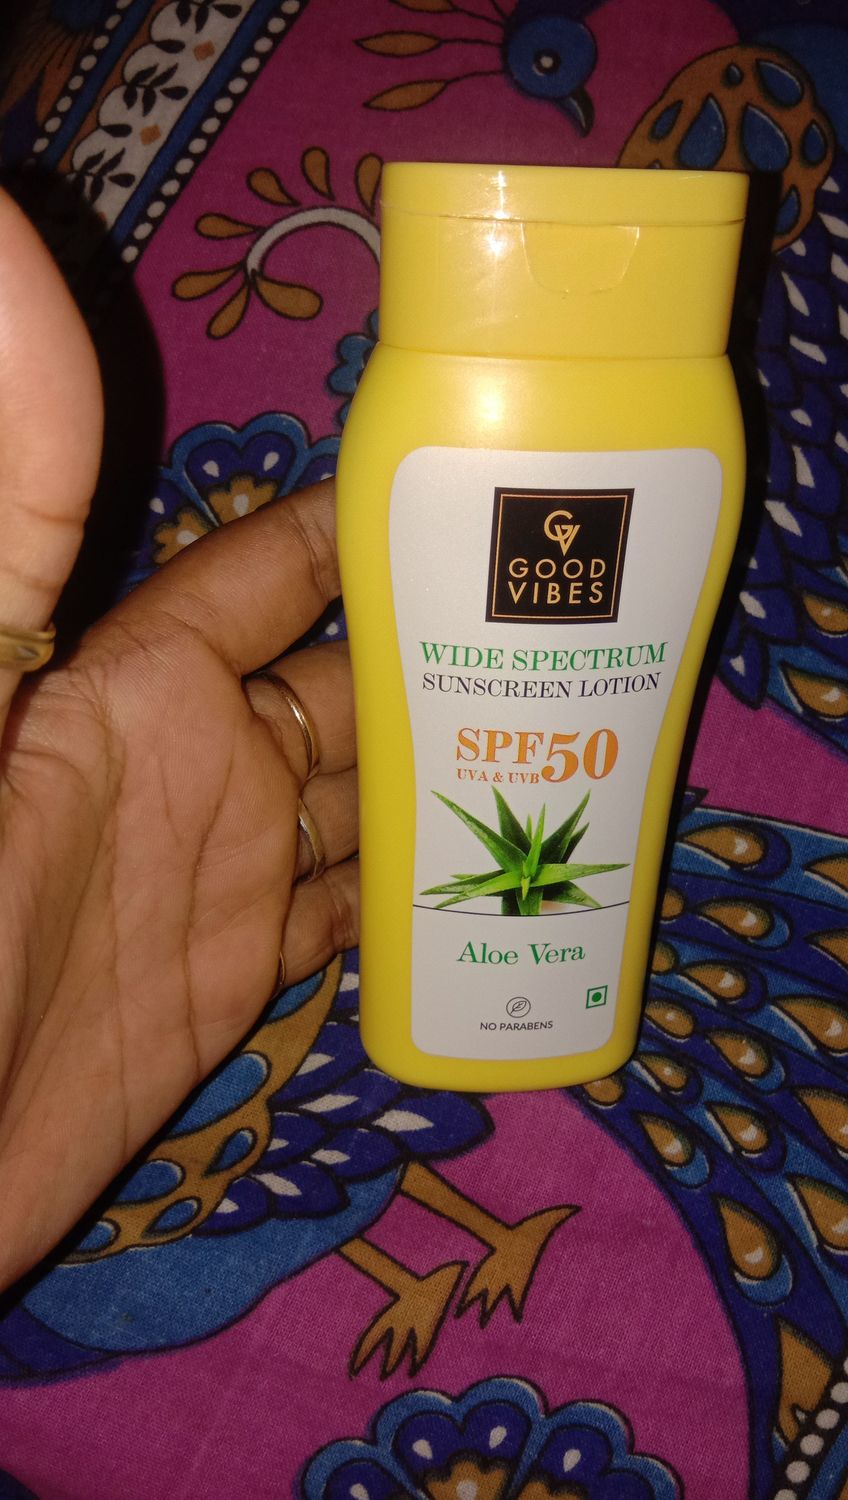 GV
GOOD
VIBES
WIDE SPECTRUM
SUNSCREEN LOTION
SPF50
UVA & UVB
Aloe Vera
NO PARABENS